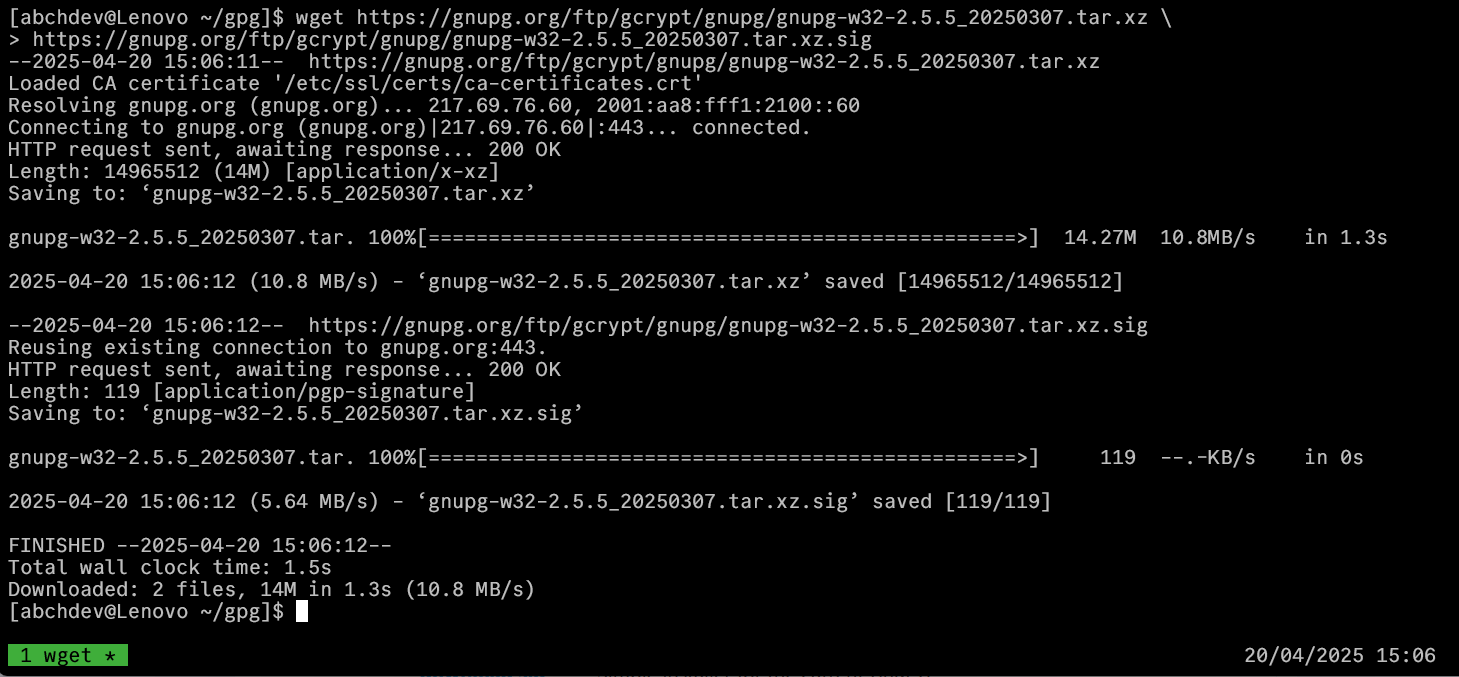 [abchdev@Lenovo ~/gpg]$ wget https://gnupg.org/ftp/gcrypt/gnupg/gnupg-w32-2.5.5_20250307.tar.xz \
> https://gnupg.org/ftp/gcrypt/gnupg/gnupg-w32-2.5.5_20250307.tar.xz.sig
--2025-04-20 15:06:11--  https://gnupg.org/ftp/gcrypt/gnupg/gnupg-w32-2.5.5_20250307.tar.xz
Loaded CA certificate '/etc/ssl/certs/ca-certificates.crt'
Resolving gnupg.org (gnupg.org)... 217.69.76.60, 2001:aa8:fff1:2100::60
Connecting to gnupg.org (gnupg.org)|217.69.76.60|:443... connected.
HTTP request sent, awaiting response... 200 OK
Length: 14965512 (14M) [application/x-xz]
Saving to: ‘gnupg-w32-2.5.5_20250307.tar.xz’

gnupg-w32-2.5.5_20250307.tar. 100%[=================================================>]  14.27M  10.8MB/s    in 1.3s

2025-04-20 15:06:12 (10.8 MB/s) - ‘gnupg-w32-2.5.5_20250307.tar.xz’ saved [14965512/14965512]

--2025-04-20 15:06:12--  https://gnupg.org/ftp/gcrypt/gnupg/gnupg-w32-2.5.5_20250307.tar.xz.sig
Reusing existing connection to gnupg.org:443.
HTTP request sent, awaiting response... 200 OK
Length: 119 [application/pgp-signature]
Saving to: ‘gnupg-w32-2.5.5_20250307.tar.xz.sig’

gnupg-w32-2.5.5_20250307.tar. 100%[=================================================>]     119  --.-KB/s    in 0s

2025-04-20 15:06:12 (5.64 MB/s) - ‘gnupg-w32-2.5.5_20250307.tar.xz.sig’ saved [119/119]

FINISHED --2025-04-20 15:06:12--
Total wall clock time: 1.5s
Downloaded: 2 files, 14M in 1.3s (10.8 MB/s)
[abchdev@Lenovo ~/gpg]$
1 wget * 20/04/2025 15:06